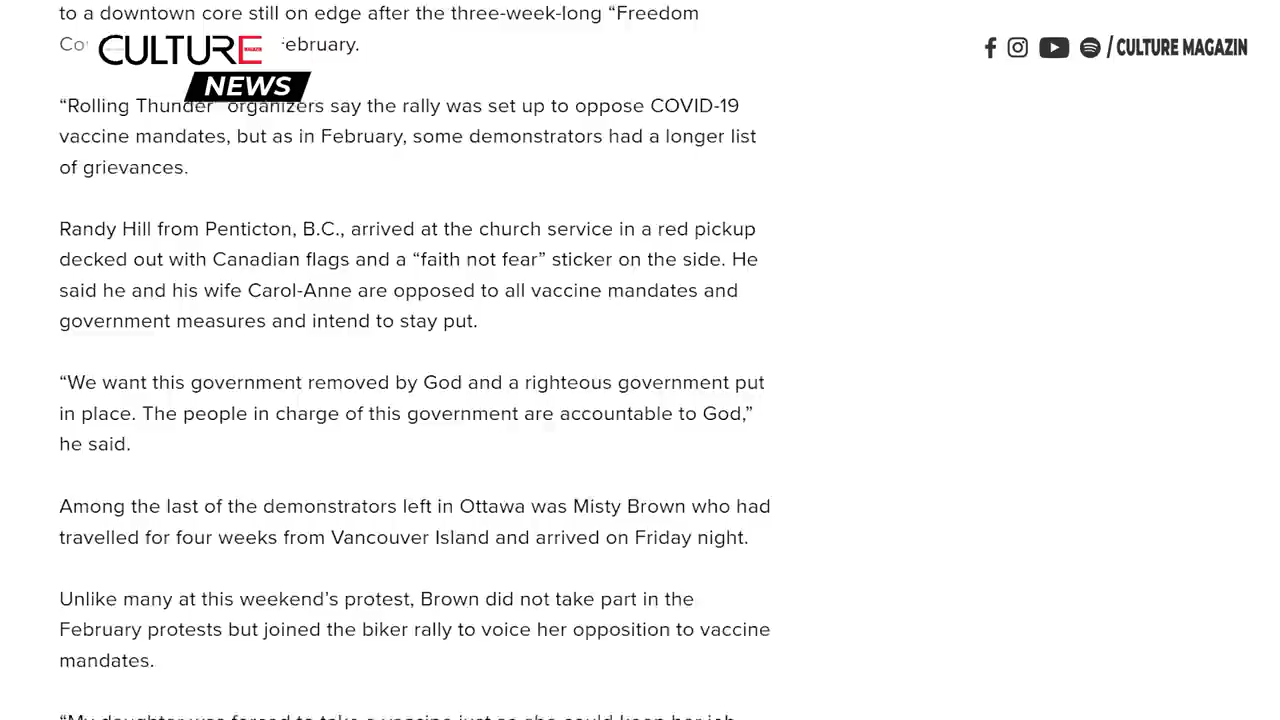 to a downtown core still on edge after the three-week-long “Freedom
CULTURE
NEWS
/ CULTURE MAGAZIN
“Rolling Thunder organizers say the rally was set up to oppose COVID-19
vaccine mandates, but as in February, some demonstrators had a longer list
of grievances.
Randy Hill from Penticton, B.C., arrived at the church service in a red pickup
decked out with Canadian flags and a “faith not fear” sticker on the side. He
said he and his wife Carol-Anne are opposed to all vaccine mandates and
government measures and intend to stay put.
“We want this government removed by God and a righteous government put
in place. The people in charge of this government are accountable to God,”
he said.
Among the last of the demonstrators left in Ottawa was Misty Brown who had
travelled for four weeks from Vancouver Island and arrived on Friday night.
Unlike many at this weekend’s protest, Brown did not take part in the
February protests but joined the biker rally to voice her opposition to vaccine
mandates.